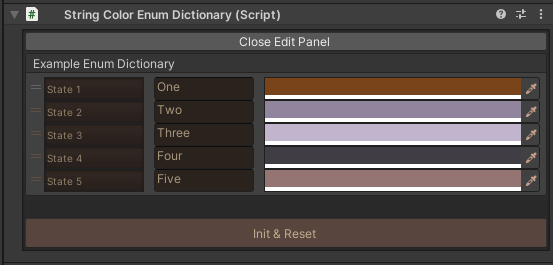 String Color Enum Dictionary (Script)
Close Edit Panel
Example Enum Dictionary
State 1 One
State 2 Two
State 3 Three
State 4 Four
State 5 Five
Init & Reset